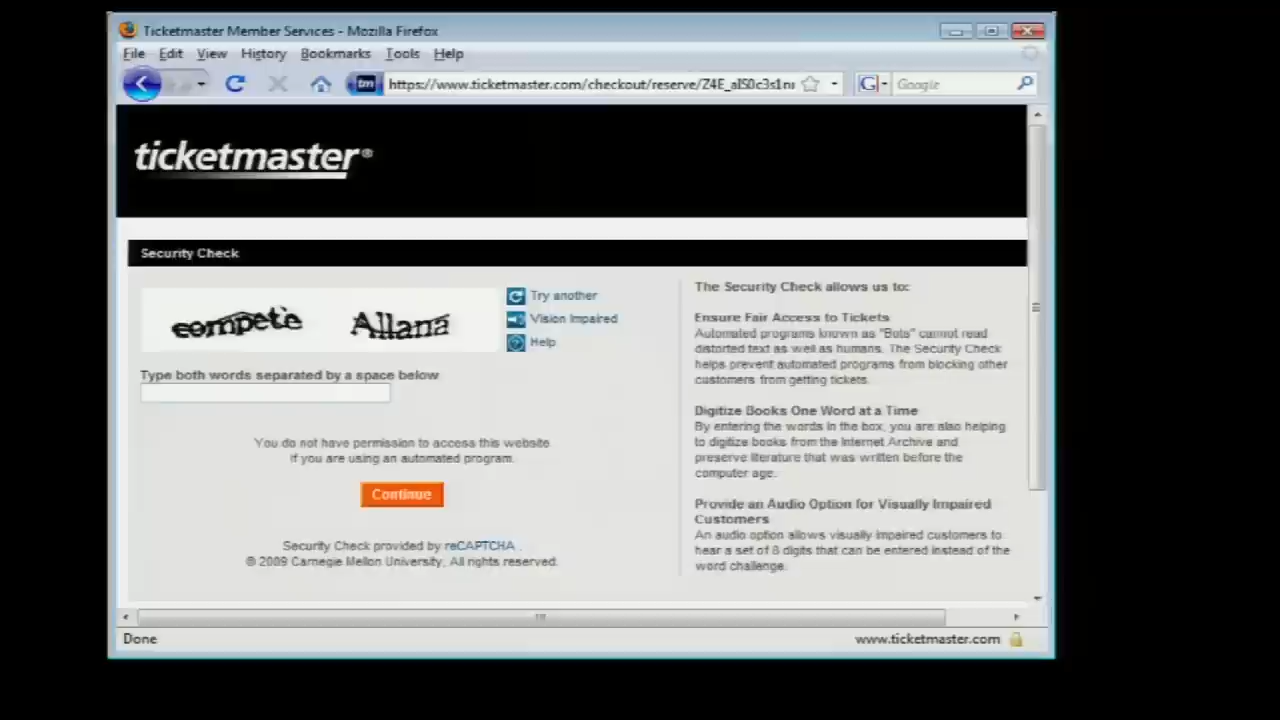 Ticketmaster Member Services - Mozilla Firefox
File Edit View History Bookmarks Tools Help
tm https://www.ticketmaster.com/checkout/reserve/ G Google
ticketmaster®
Security Check
compete Allana
Try another
Vision Impaired
Help
Type both words separated by a space below
You do not have permission to access this website
if you are using an automated program.
Continue
Security Check provided by reCAPTCHA .
© 2009 Carnegie Mellon University, All rights reserved.
The Security Check allows us to:
Ensure Fair Access to Tickets
Automated programs known as "Bots" cannot read
distorted text as well as humans. The Security Check
helps prevent automated programs from blocking other
customers from getting tickets.
Digitize Books One Word at a Time
By entering the words in the box, you are also helping
to digitize books from the Internet Archive and
preserve literature that was written before the
computer age.
Provide an Audio Option for Visually Impaired
Customers
An audio option allows visually impaired customers to
hear a set of 8 digits that can be entered instead of the
word challenge.
Done www.ticketmaster.com